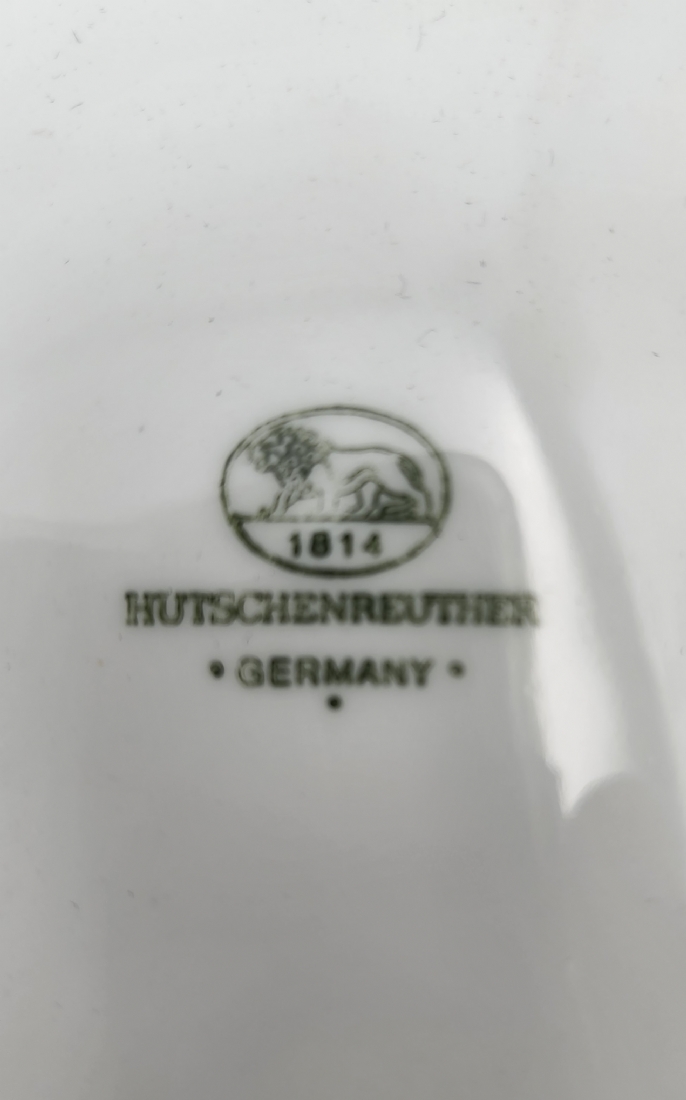 1814
HUTSCHENREUTHER
• GERMANY •